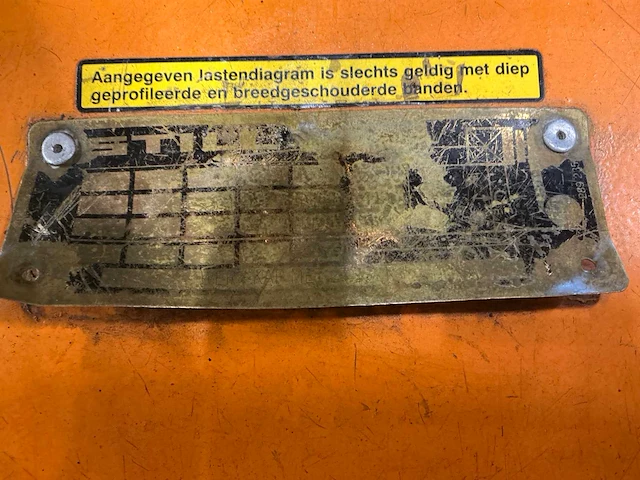 Aangegeven lastendiagram is slechts geldig met diep
geprofileerde en breedgeschouderde banden.
STILL